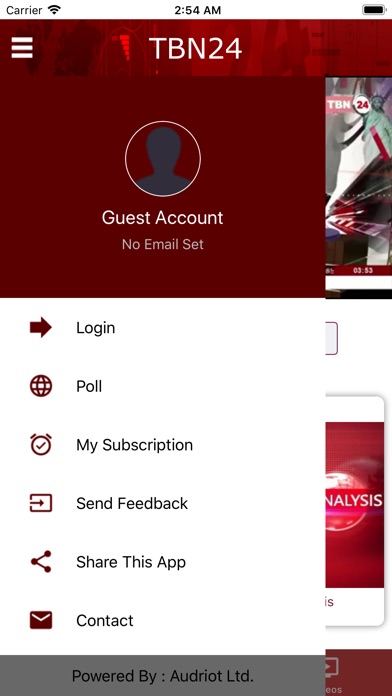 Carrier
2:54 AM
TBN24
TBN 24
Guest Account
No Email Set
03:53
Login
Poll
My Subscription
Send Feedback
ANALYSIS
Share This App
is
Contact
Powered By : Audriot Ltd.
eos